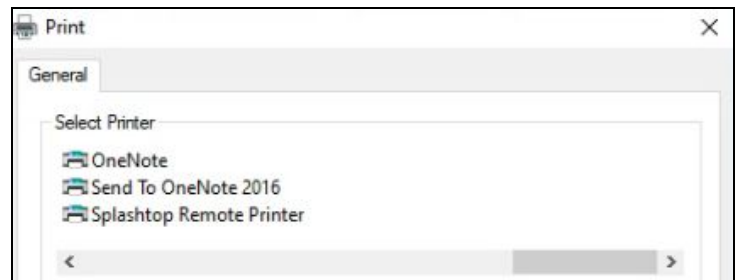 Print
General
Select Printer
OneNote
Send To OneNote 2016
Splashtop Remote Printer